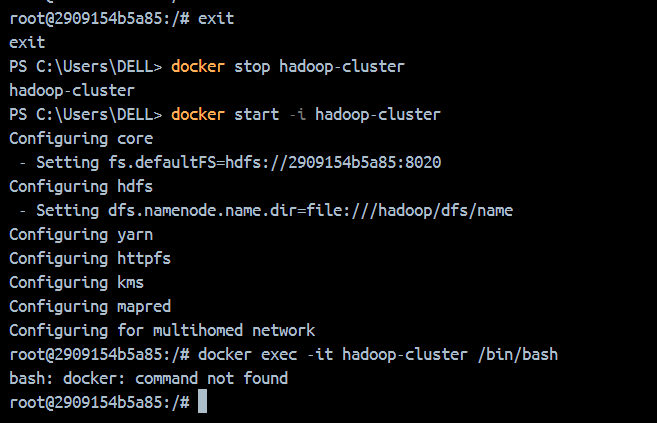 root@2909154b5a85:/# exit
exit
PS C:\Users\DELL> docker stop hadoop-cluster
hadoop-cluster
PS C:\Users\DELL> docker start -i hadoop-cluster
Configuring core
 - Setting fs.defaultFS=hdfs://2909154b5a85:8020
Configuring hdfs
 - Setting dfs.namenode.name.dir=file:///hadoop/dfs/name
Configuring yarn
Configuring httpfs
Configuring kms
Configuring mapred
Configuring for multihomed network
root@2909154b5a85:/# docker exec -it hadoop-cluster /bin/bash
bash: docker: command not found
root@2909154b5a85:/#